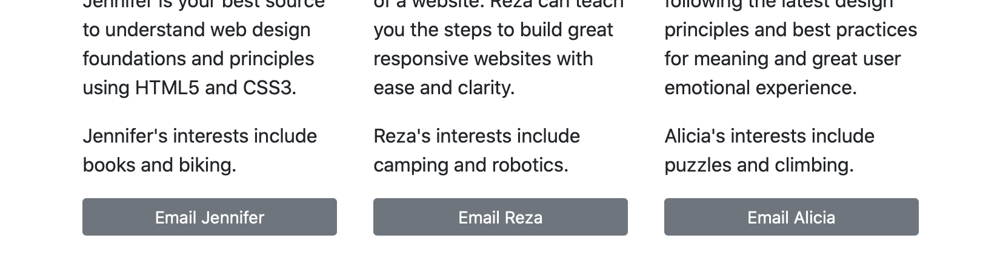 Jennifer is your best source
to understand web design
foundations and principles
using HTML5 and CSS3.
Jennifer's interests include
books and biking.
Email Jennifer
of a website. Reza can teach
you the steps to build great
responsive websites with
ease and clarity.
Reza's interests include
camping and robotics.
Email Reza
following the latest design
principles and best practices
for meaning and great user
emotional experience.
Alicia's interests include
puzzles and climbing.
Email Alicia